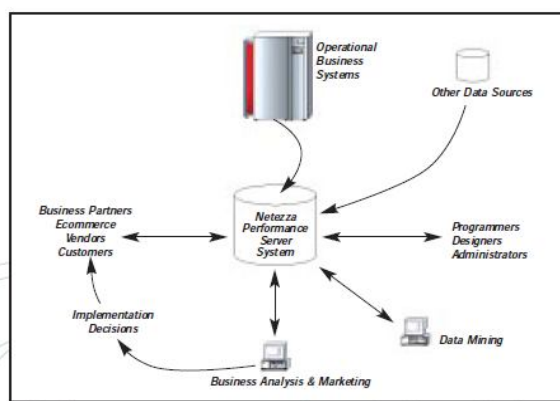 Operational
Business
Systems
Other Data Sources
Netezza
Performance
Server
System
Business Partners
Ecommerce
Vendors
Customers
Programmers
Designers
Administrators
Implementation
Decisions
Data Mining
Business Analysis & Marketing